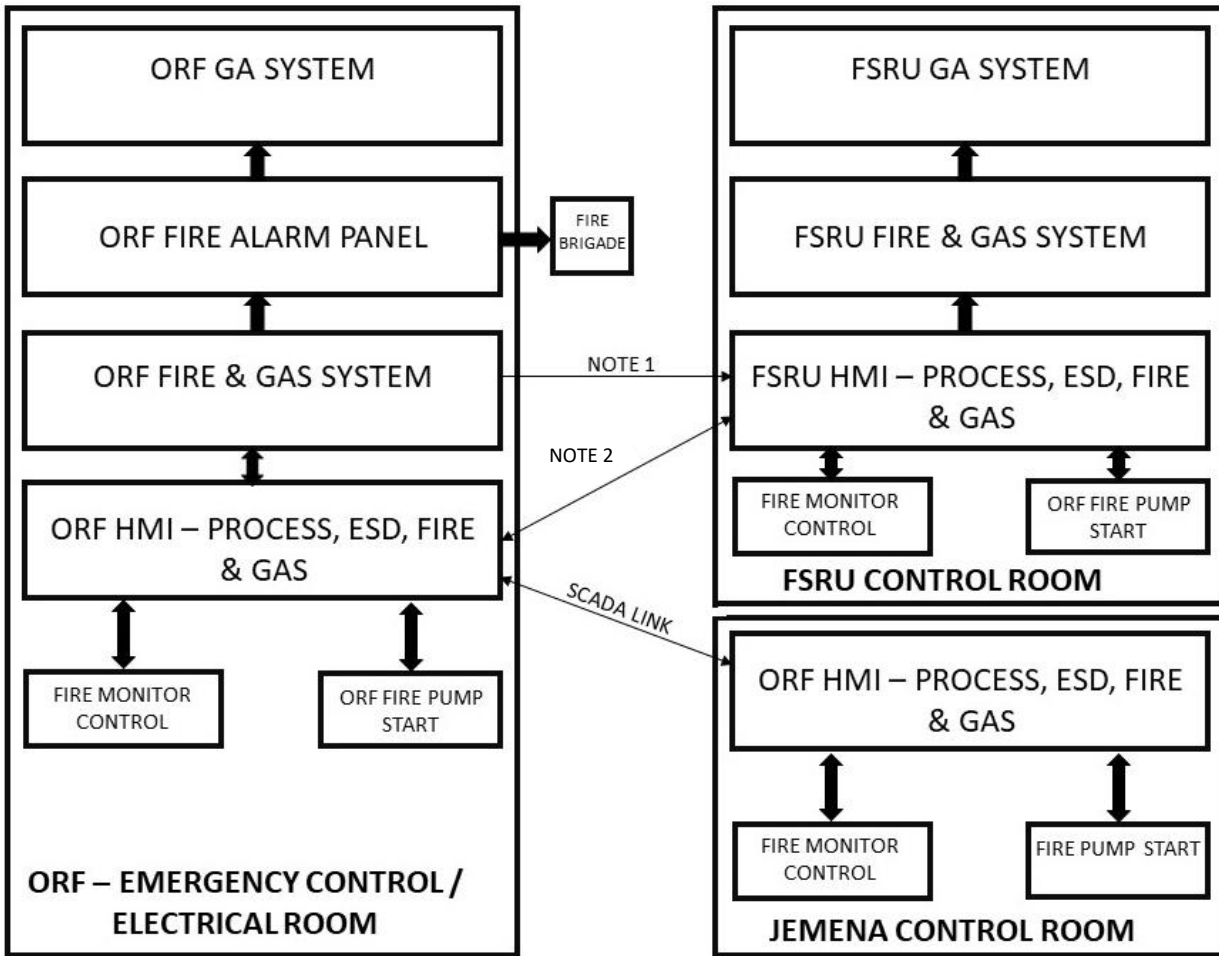 ORF GA SYSTEM
ORF FIRE ALARM PANEL
FIRE
BRIGADE
ORF FIRE & GAS SYSTEM
NOTE 1
NOTE 2
ORF HMI – PROCESS, ESD, FIRE
& GAS
SCADA LINK
FIRE MONITOR
CONTROL
ORF FIRE PUMP
START
ORF – EMERGENCY CONTROL /
ELECTRICAL ROOM
FSRU GA SYSTEM
FSRU FIRE & GAS SYSTEM
FSRU HMI – PROCESS, ESD, FIRE
& GAS
FIRE MONITOR
CONTROL
ORF FIRE PUMP
START
FSRU CONTROL ROOM
ORF HMI – PROCESS, ESD, FIRE
& GAS
FIRE MONITOR
CONTROL
FIRE PUMP START
JEMENA CONTROL ROOM